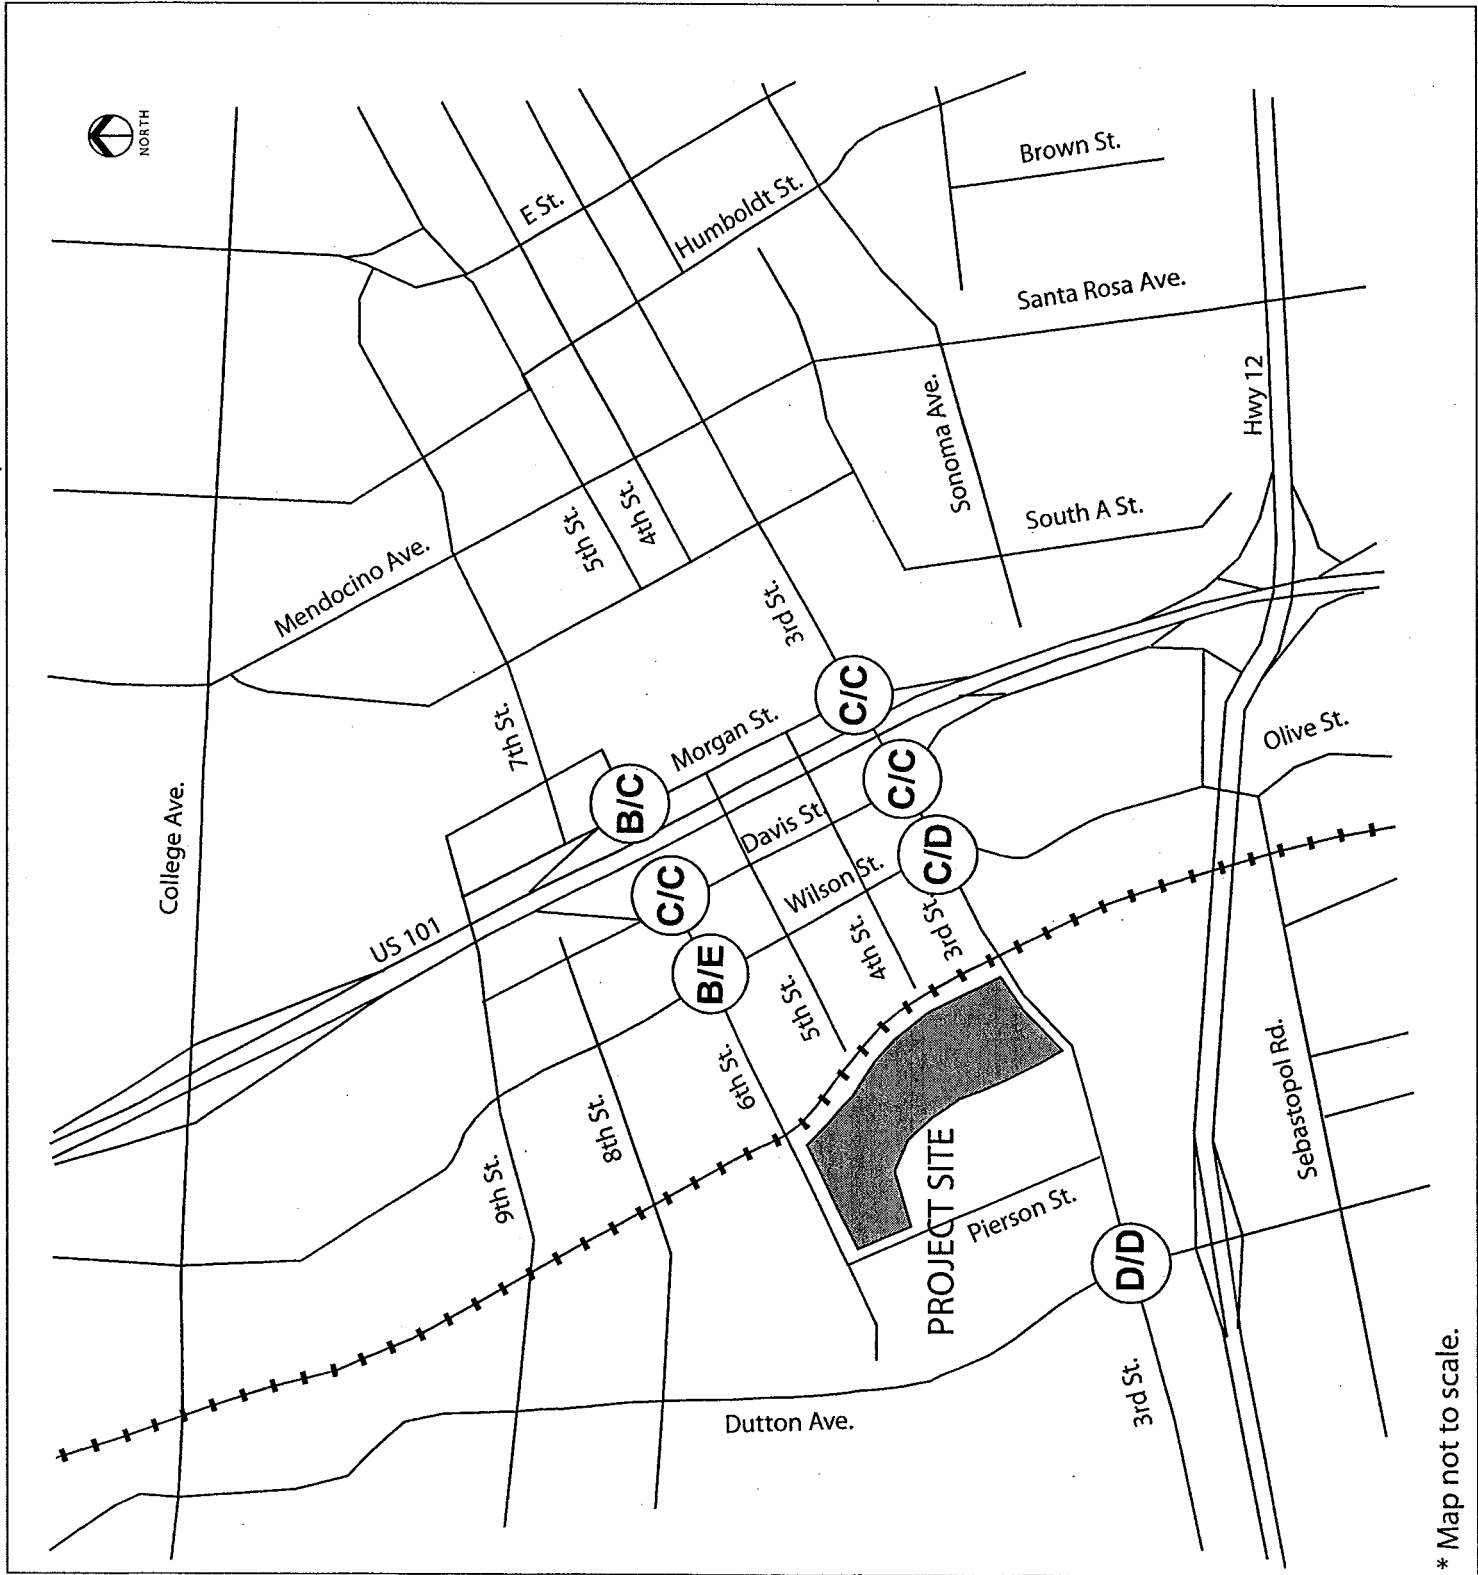 NORTH
College Ave.
Mendocino Ave.
E St.
Humboldt St.
Brown St.
Santa Rosa Ave.
5th St.
4th St.
Sonoma Ave.
Hwy 12
South A St.
3rd St.
7th St.
Morgan St.
US 101
B/C
C/C
C/C
C/C
C/D
B/E
Davis St.
Wilson St.
Olive St.
3rd St.
4th St.
5th St.
6th St.
8th St.
9th St.
PROJECT SITE
Pierson St.
Sebastopol Rd.
D/D
Dutton Ave.
3rd St.
* Map not to scale.